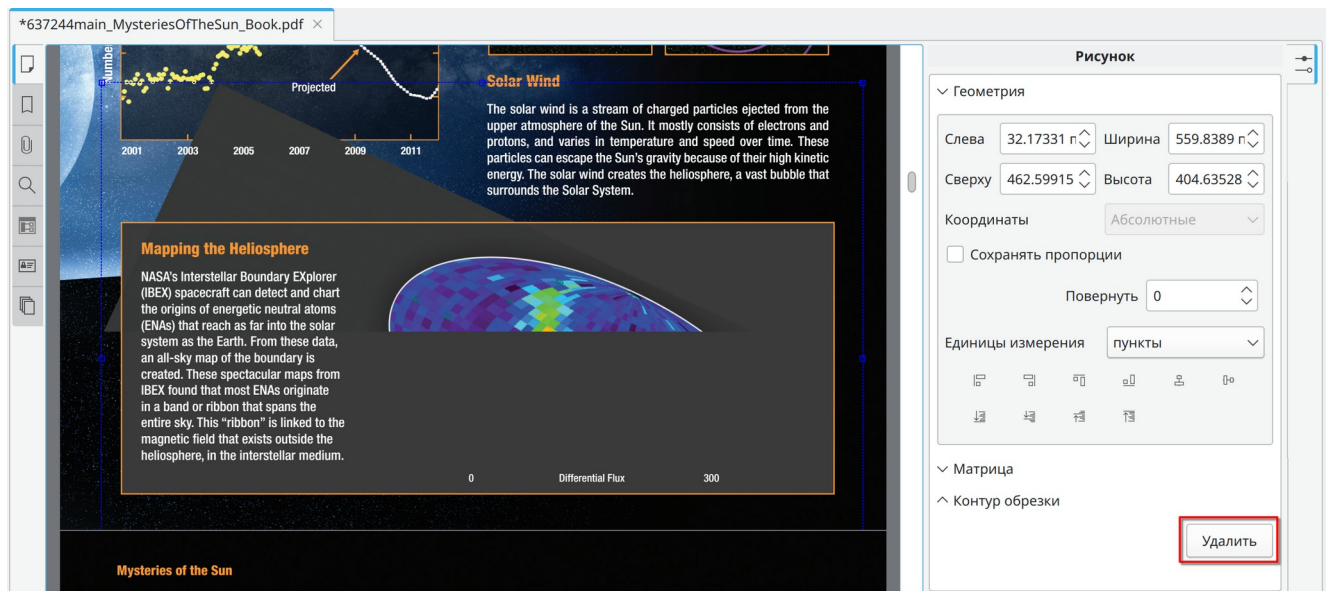 *637244main_MysteriesOfTheSun_Book.pdf
Numbe
Projected
2001 2003 2005 2007 2009 2011
Solar Wind
The solar wind is a stream of charged particles ejected from the
upper atmosphere of the Sun. It mostly consists of electrons and
protons, and varies in temperature and speed over time. These
particles can escape the Sun's gravity because of their high kinetic
energy. The solar wind creates the heliosphere, a vast bubble that
surrounds the Solar System.
Mapping the Heliosphere
NASA's Interstellar Boundary EXplorer
(IBEX) spacecraft can detect and chart
the origins of energetic neutral atoms
(ENAs) that reach as far into the solar
system as the Earth. From these data,
an all-sky map of the boundary is
created. These spectacular maps from
IBEX found that most ENAs originate
in a band or ribbon that spans the
entire sky. This “ribbon” is linked to the
magnetic field that exists outside the
heliosphere, in the interstellar medium.
0 Differential Flux 300
Mysteries of the Sun
Рисунок
Геометрия
Слева 32.17331 п Ширина 559.8389 п
Сверху 462.59915 Высота 404.63528
Координаты Абсолютные
Сохранять пропорции
Повернуть 0
Единицы измерения пункты
Матрица
Контур обрезки
Удалить